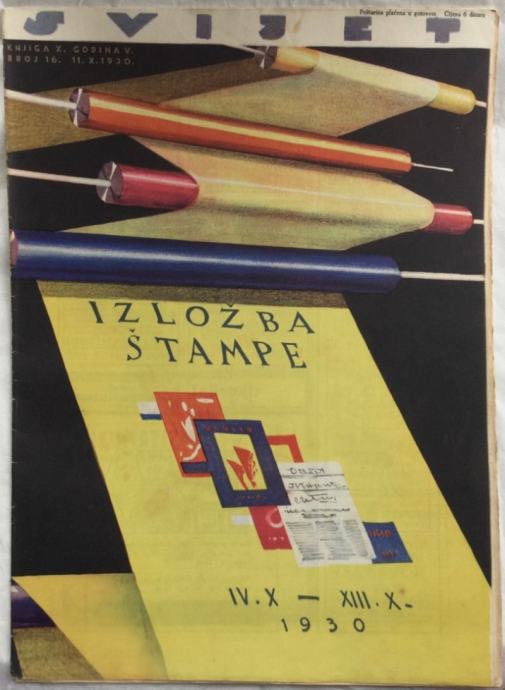 Poštarina plaćena u gotovom Cijena 6 dinara
SVIJET
KNJIGA X. GODINA V.
BROJ 16. 11.X.1930.
IZLOŽBA
ŠTAMPE
IV.X — XIII.X-
1930